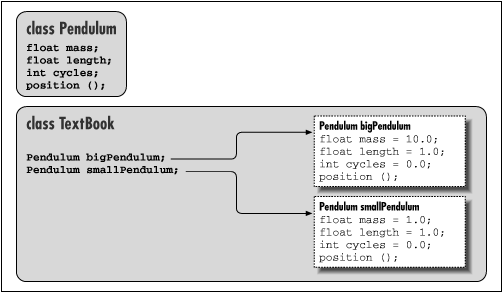 class Pendulum
float mass;
float length;
int cycles;
position ();
class TextBook
Pendulum bigPendulum;
Pendulum smallPendulum;
Pendulum bigPendulum
float mass = 10.0;
float length = 1.0;
int cycles = 0.0;
position ();
Pendulum smallPendulum
float mass = 1.0;
float length = 1.0;
int cycles = 0.0;
position ();